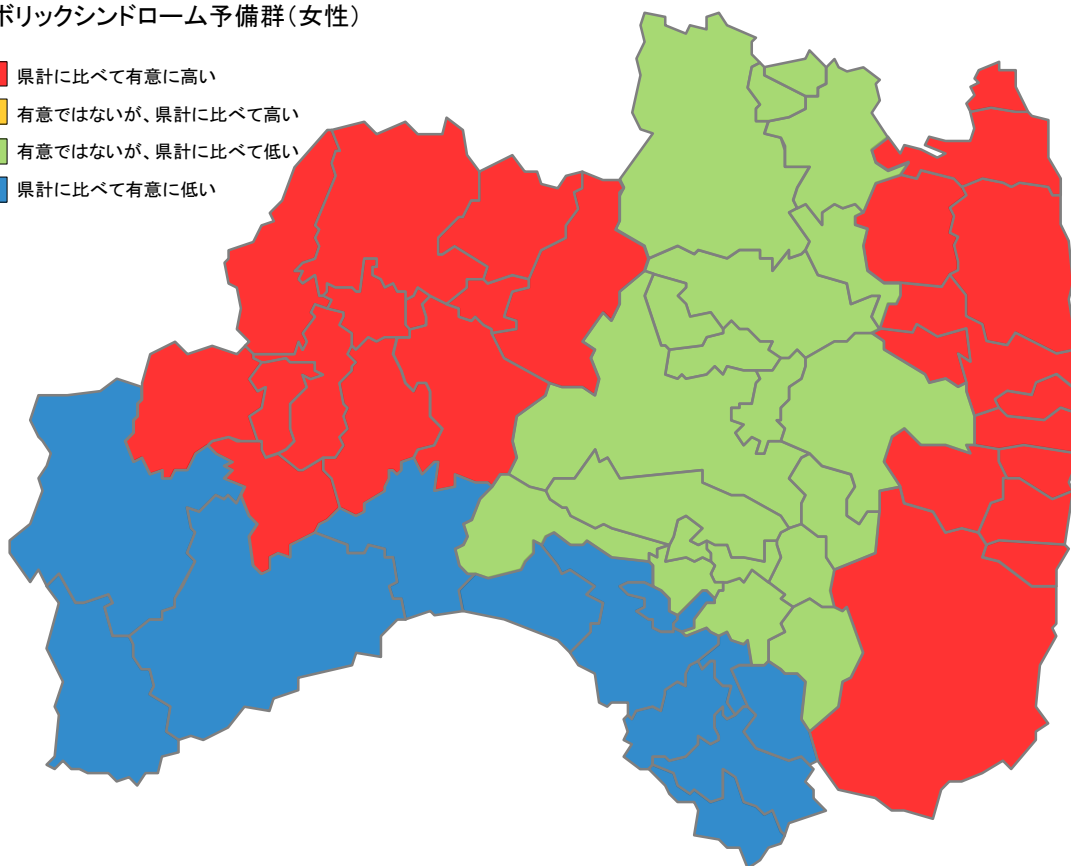 ボリックシンドローム予備群（女性）
県計に比べて有意に高い
有意ではないが、県計に比べて高い
有意ではないが、県計に比べて低い
県計に比べて有意に低い